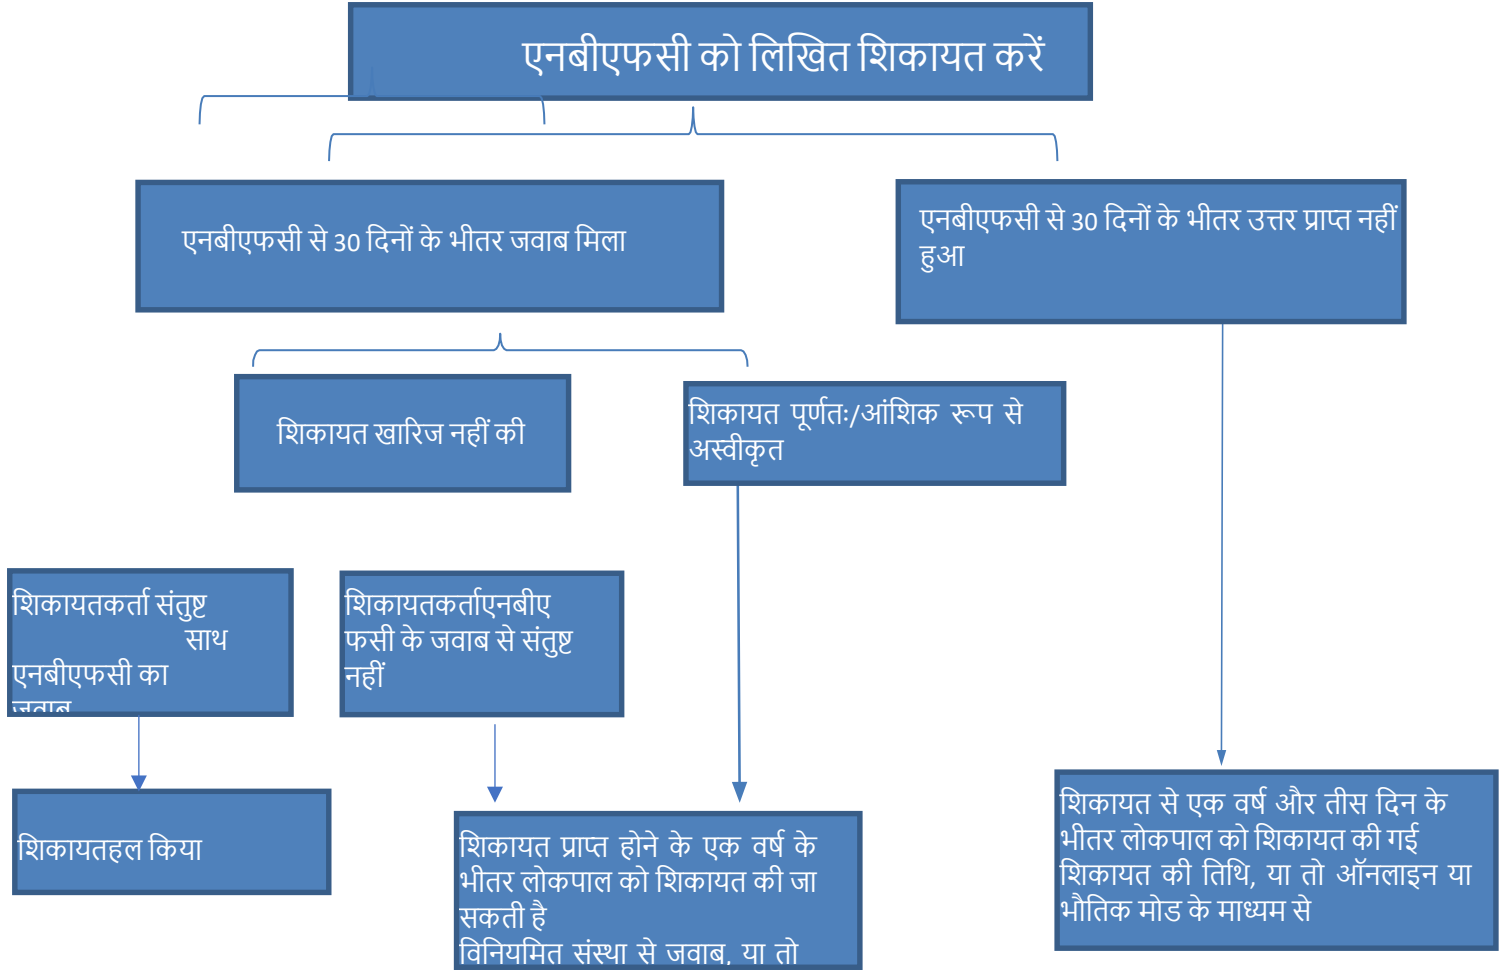 एनबीएफसी को लिखित शिकायत करें
एनबीएफसी से 30 दिनों के भीतर जवाब मिला
एनबीएफसी से 30 दिनों के भीतर उत्तर प्राप्त नहीं
हुआ
शिकायत खारिज नहीं की
शिकायत पूर्णतः/आंशिक रूप से
अस्वीकृत
शिकायतकर्ता संतुष्ट
साथ
एनबीएफसी का
जवाब
शिकायतकर्ताएनबीए
फसी के जवाब से संतुष्ट
नहीं
शिकायतहल किया
शिकायत प्राप्त होने के एक वर्ष के
भीतर लोकपाल को शिकायत की जा
सकती है
विनियमित संस्था से जवाब, या तो
शिकायत से एक वर्ष और तीस दिन के
भीतर लोकपाल को शिकायत की गई
शिकायत की तिथि, या तो ऑनलाइन या
भौतिक मोड के माध्यम से